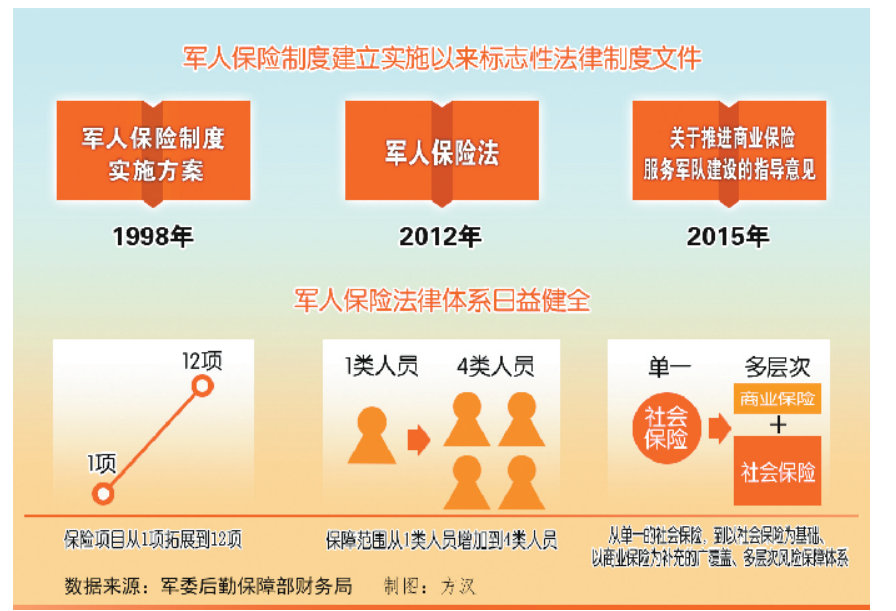 军人保险制度建立实施以来标志性法律制度文件
军人保险制度
实施方案
1998年
军人保险法
2012年
关于推进商业保险
服务军队建设的指导意见
2015年
军人保险法律体系日益健全
12项
1项
保险项目从1项拓展到12项
1类人员
4类人员
保障范围从1类人员增加到4类人员
单一
多层次
社会
保险
商业保险
+
社会保险
从单一的社会保险，到以社会保险为基础、
以商业保险为补充的广覆盖、多层次风险保障体系
数据来源：军委后勤保障部财务局 制图：方汉